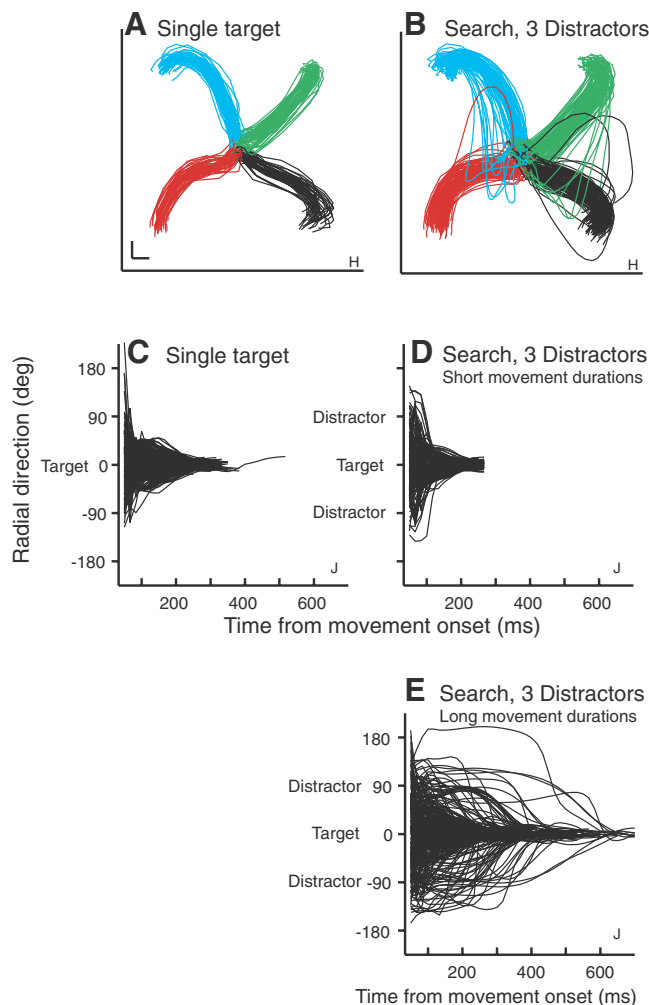 A Single target
B Search, 3 Distractors
H
H
C Single target
D Search, 3 Distractors
Short movement durations
Radial direction (deg)
180
90
Target 0
-90
-180
Distractor
Target
Distractor
J
J
200 400 600
200 400 600
Time from movement onset (ms)
E Search, 3 Distractors
Long movement durations
180
Distractor 90
Target 0
Distractor -90
-180
J
200 400 600
Time from movement onset (ms)